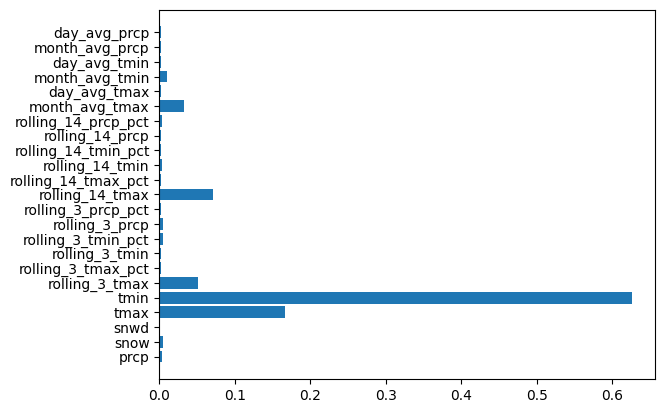 day_avg_prcp
month_avg_prcp
day_avg_tmin
month_avg_tmin
day_avg_tmax
month_avg_tmax
rolling_14_prcp_pct
rolling_14_prcp
rolling_14_tmin_pct
rolling_14_tmin
rolling_14_tmax_pct
rolling_14_tmax
rolling_3_prcp_pct
rolling_3_prcp
rolling_3_tmin_pct
rolling_3_tmin
rolling_3_tmax_pct
rolling_3_tmax
tmin
tmax
snwd
snow
prcp
0.0 0.1 0.2 0.3 0.4 0.5 0.6